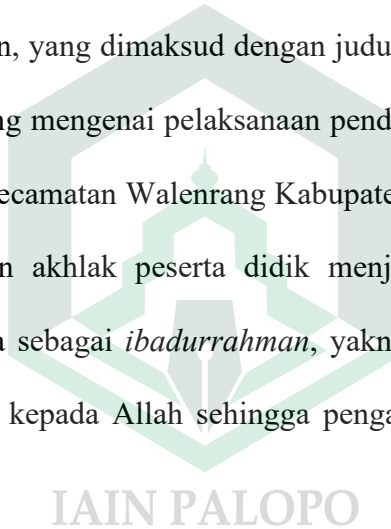 n, yang dimaksud dengan judu
ng mengenai pelaksanaan pend
ecamatan Walenrang Kabupate
n akhlak peserta didik menj
a sebagai ibadurrahman, yakn
kepada Allah sehingga penga
IAIN PALOPO